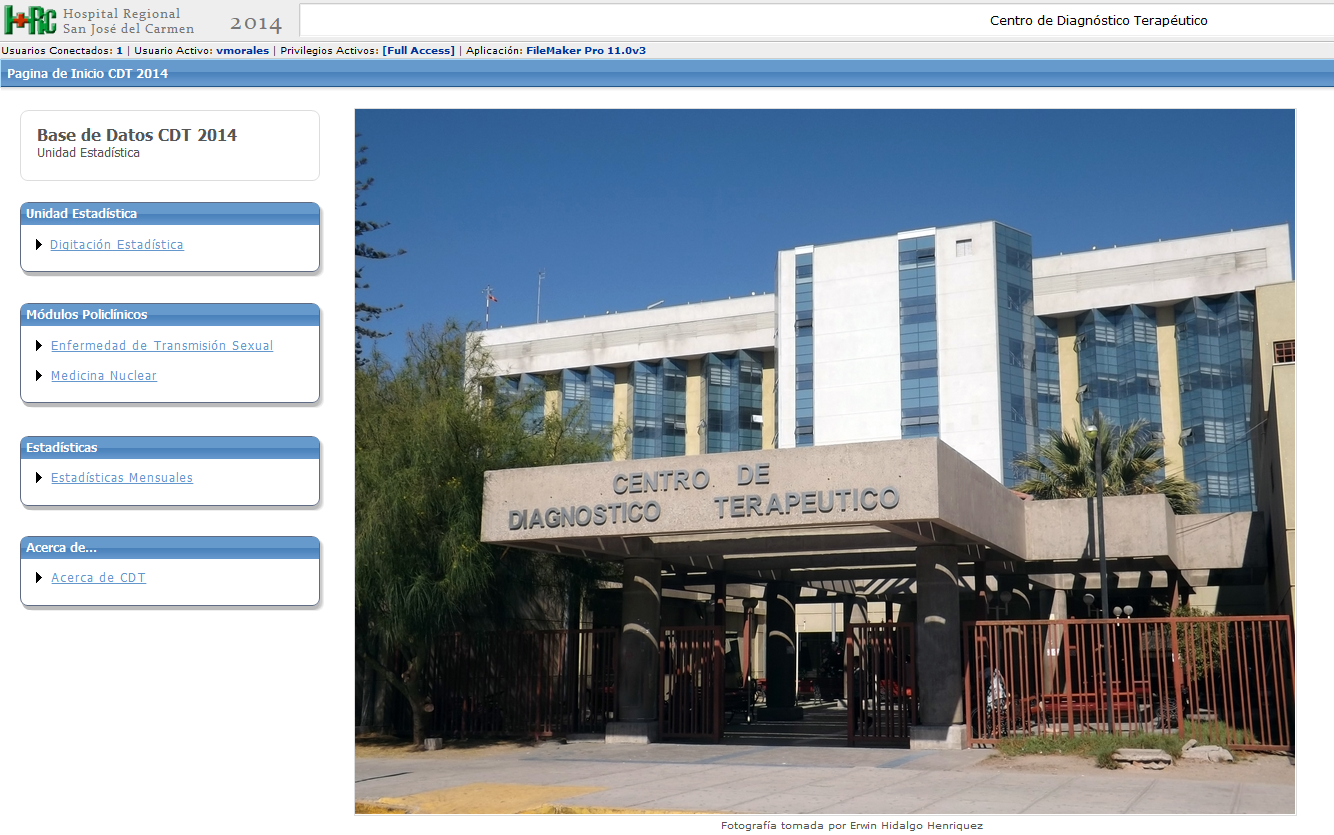 HRC
Hospital Regional
San José del Carmen
2014
Centro de Diagnóstico Terapéutico
Usuarios Conectados: 1 | Usuario Activo: vmorales | Privilegios Activos: [Full Access] | Aplicación: FileMaker Pro 11.0v3
Pagina de Inicio CDT 2014
Base de Datos CDT 2014
Unidad Estadística
Unidad Estadística
Digitación Estadística
Módulos Policlínicos
Enfermedad de Transmisión Sexual
Medicina Nuclear
Estadísticas
Estadísticas Mensuales
Acerca de...
Acerca de CDT
CENTRO DE
DIAGNOSTICO TERAPEUTICO
Fotografía tomada por Erwin Hidalgo Henriquez